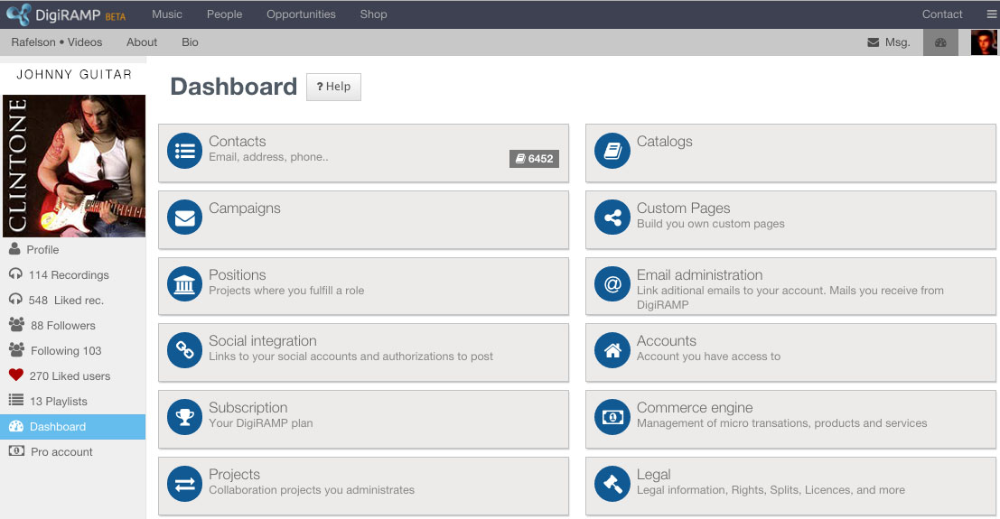 DigiRAMP BETA Music People Opportunities Shop Contact
Rafelson • Videos About Bio Msg.
JOHNNY GUITAR
CLINTONE
Profile
114 Recordings
548 Liked rec.
88 Followers
Following 103
270 Liked users
13 Playlists
Dashboard
Pro account
Dashboard ? Help
Contacts
Email, address, phone..
6452
Catalogs
Campaigns
Custom Pages
Build you own custom pages
Positions
Projects where you fulfill a role
Email administration
Link aditional emails to your account. Mails you receive from
DigiRAMP
Social integration
Links to your social accounts and authorizations to post
Accounts
Account you have access to
Subscription
Your DigiRAMP plan
Commerce engine
Management of micro transations, products and services
Projects
Collaboration projects you administrates
Legal
Legal information, Rights, Splits, Licences, and more